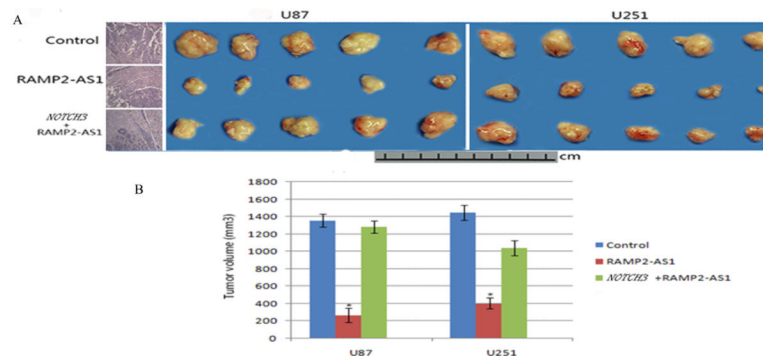 A
U87
U251
Control
RAMP2-AS1
NOTCH3
+
RAMP2-AS1
cm
B
Tumor volume (mm3)
1800
1600
1400
1200
1000
800
600
400
200
0
*
*
U87
U251
Control
RAMP2-AS1
NOTCH3 +RAMP2-AS1